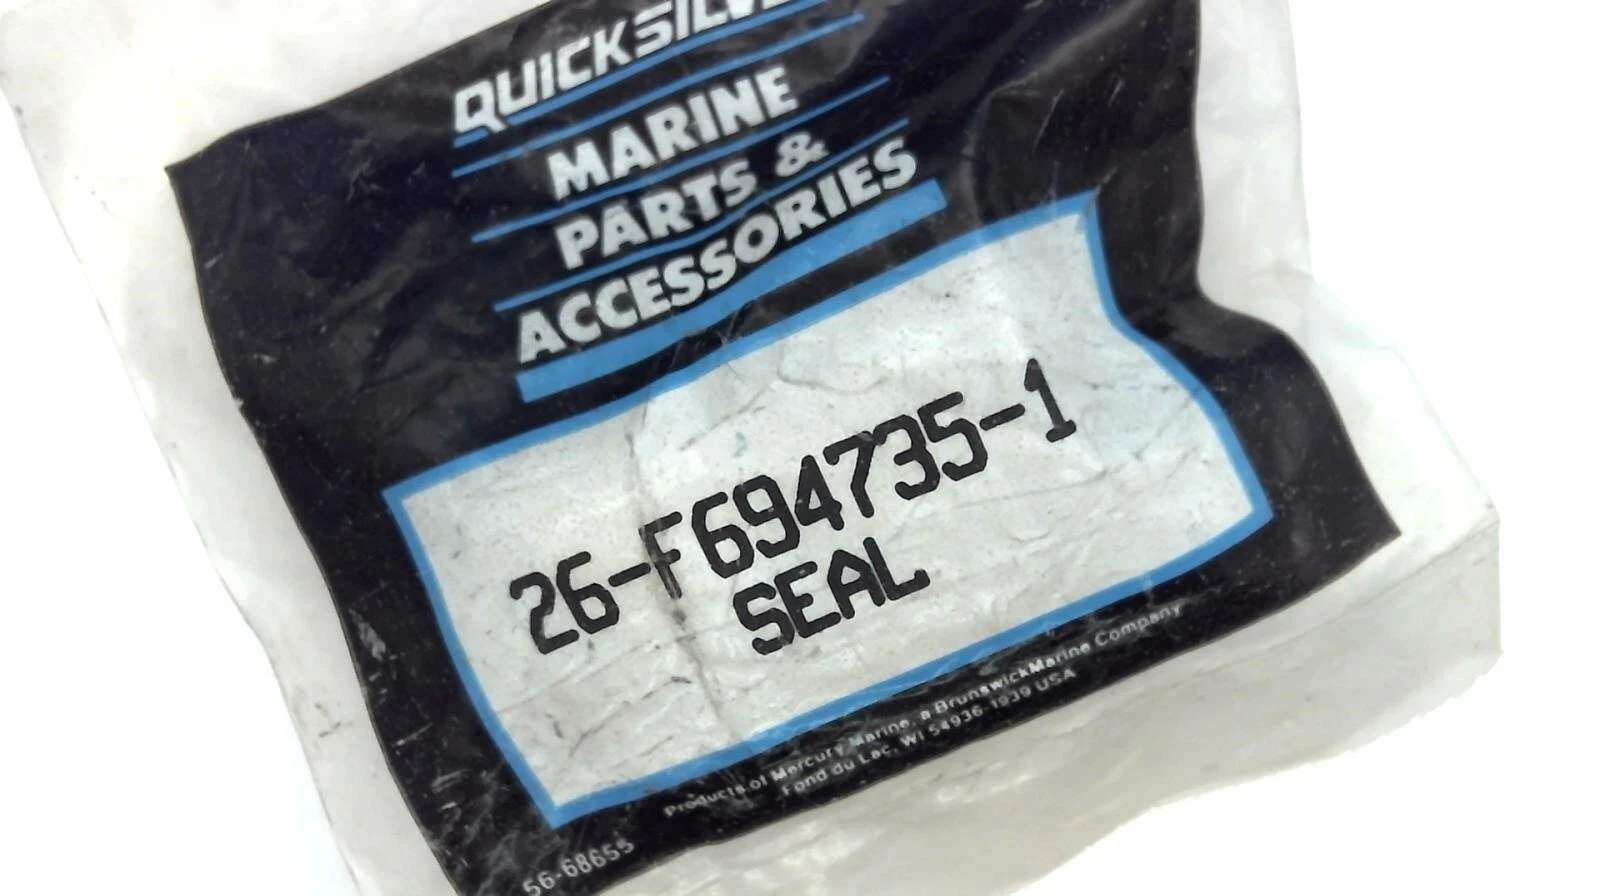 QUICKSILVER
MARINE
PARTS &
ACCESSORIES
26-F694735-1
SEAL
Products of Mercury Marine, a Brunswick Marine Company
Fond du Lac, WI 54936-1939 USA
56-68655